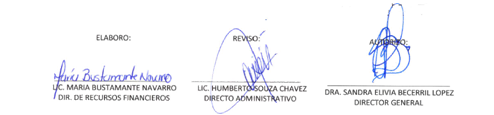 ELABORO:
REVISO:
AUTORIZO:
Maria Bustamante Navarro
LIC. MARIA BUSTAMANTE NAVARRO
DIR. DE RECURSOS FINANCIEROS
LIC. HUMBERTO SOUZA CHAVEZ
DIRECTO ADMINISTRATIVO
DRA. SANDRA ELIVIA BECERRIL LOPEZ
DIRECTOR GENERAL